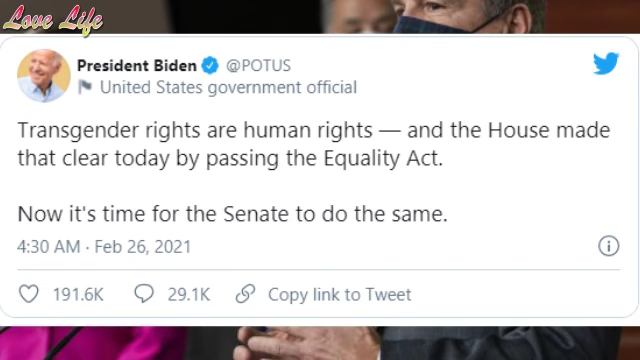 Love Life
President Biden @POTUS
United States government official
Transgender rights are human rights — and the House made
that clear today by passing the Equality Act.
Now it's time for the Senate to do the same.
4:30 AM · Feb 26, 2021
191.6K 29.1K Copy link to Tweet